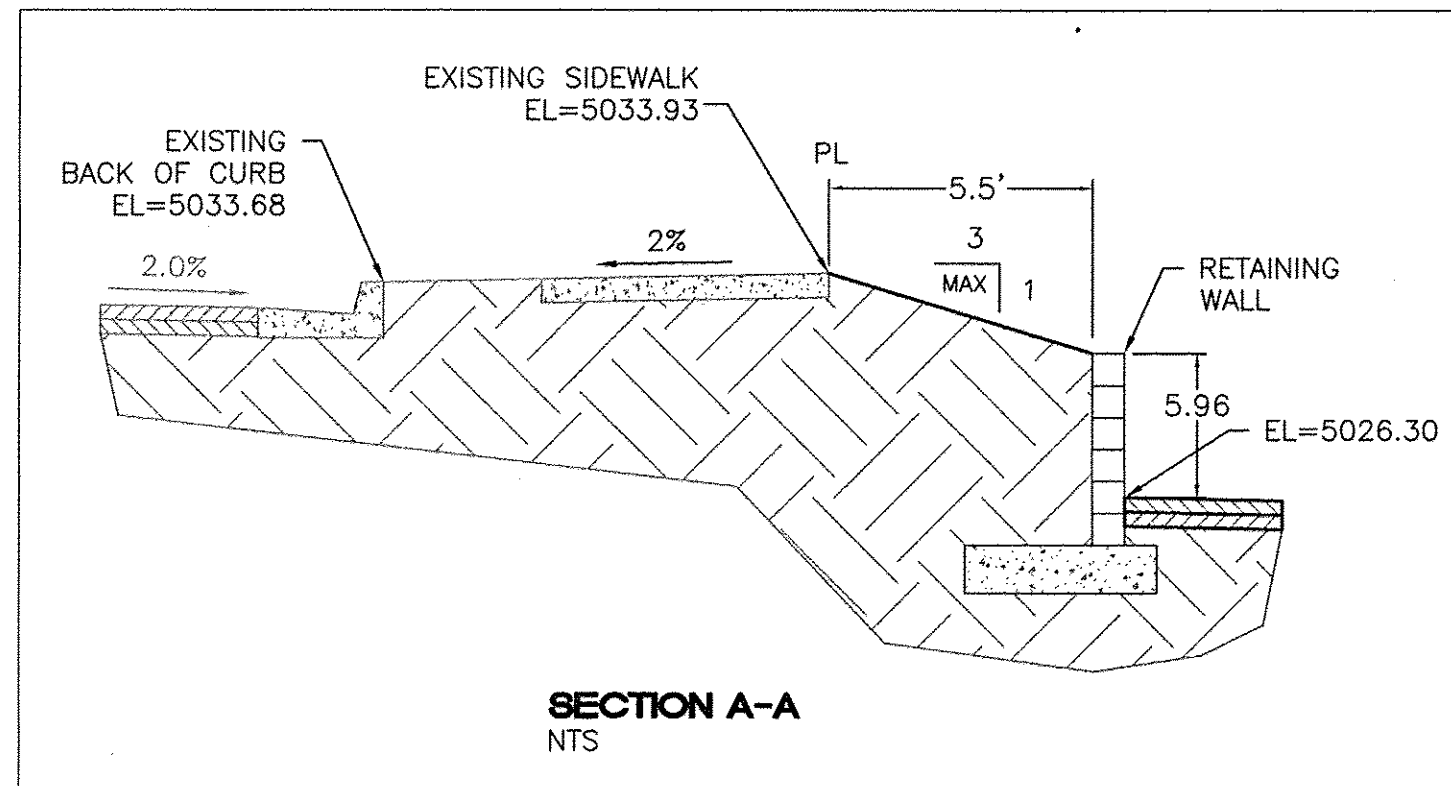 EXISTING SIDEWALK
EL=5033.93
EXISTING
BACK OF CURB
EL=5033.68
PL
5.5'
2.0%
2%
3
MAX
1
RETAINING
WALL
5.96
EL=5026.30
SECTION A-A
NTS